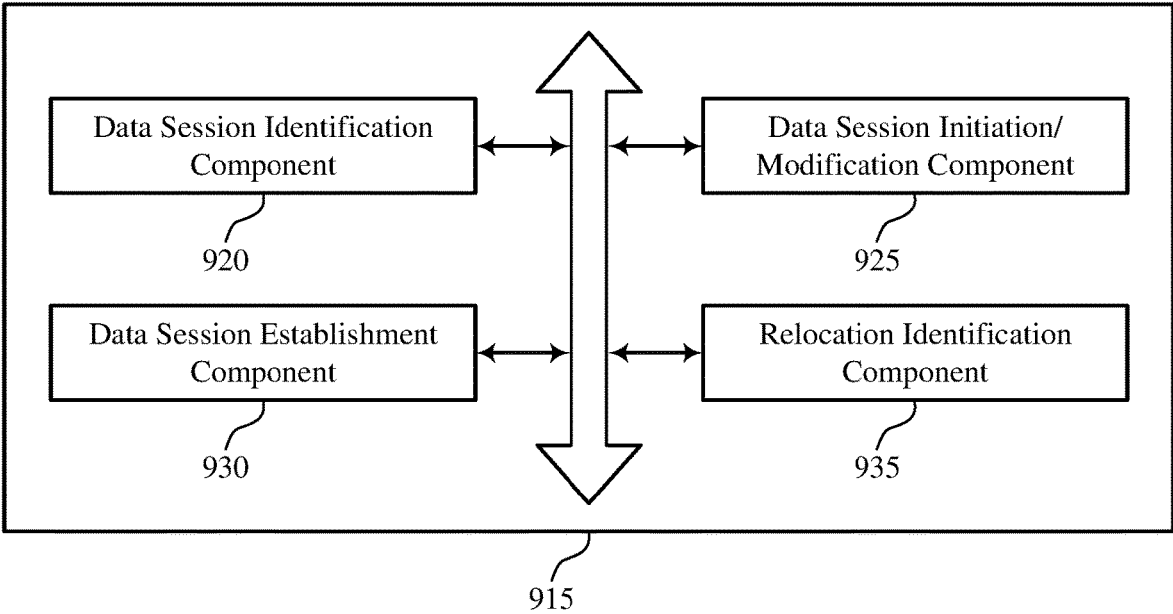 Data Session Identification
Component
920
Data Session Initiation/
Modification Component
925
Data Session Establishment
Component
930
Relocation Identification
Component
935
915